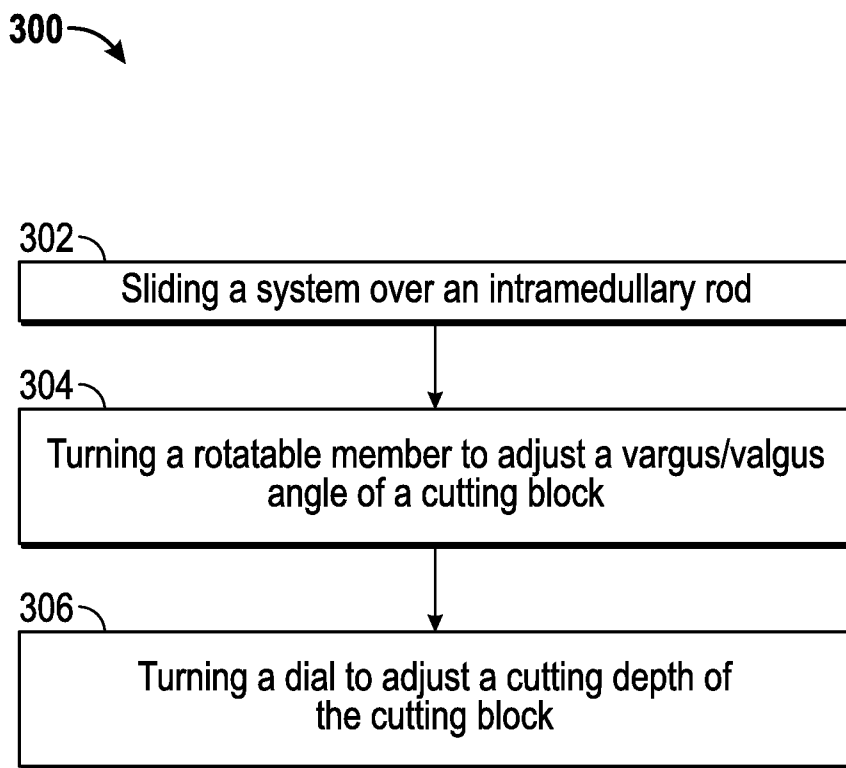 300
302
Sliding a system over an intramedullary rod
304
Turning a rotatable member to adjust a vargus/valgus
angle of a cutting block
306
Turning a dial to adjust a cutting depth of
the cutting block